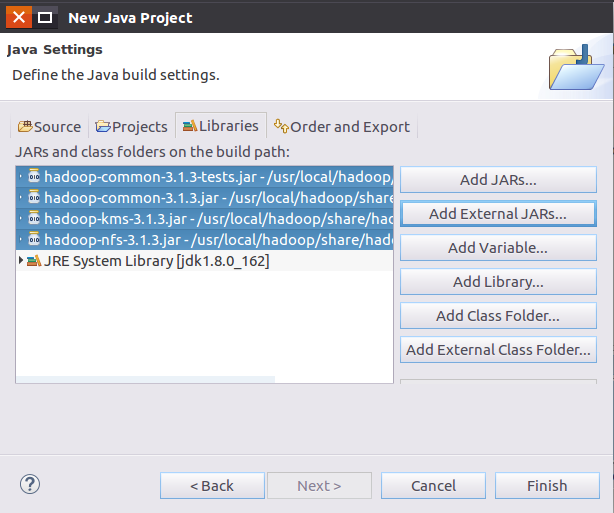 New Java Project
Java Settings
Define the Java build settings.
Source Projects Libraries Order and Export
JARs and class folders on the build path:
hadoop-common-3.1.3-tests.jar - /usr/local/hadoop/
hadoop-common-3.1.3.jar - /usr/local/hadoop/share
hadoop-kms-3.1.3.jar - /usr/local/hadoop/share/had
hadoop-nfs-3.1.3.jar - /usr/local/hadoop/share/had
JRE System Library [jdk1.8.0_162]
Add JARs...
Add External JARs...
Add Variable...
Add Library...
Add Class Folder...
Add External Class Folder...
? < Back Next > Cancel Finish